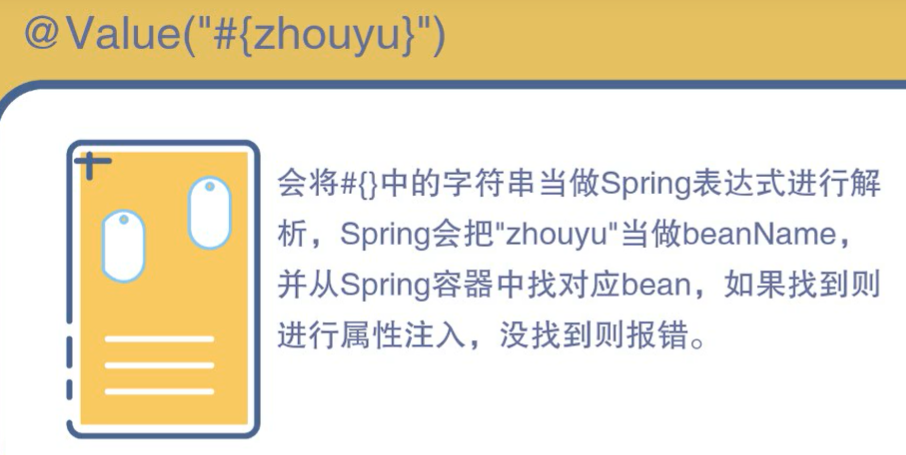 @Value("#{zhouyu}")
会将#{}中的字符串当做Spring表达式进行解
析，Spring会把"zhouyu"当做beanName，
并从Spring容器中找对应bean，如果找到则
进行属性注入，没找到则报错。